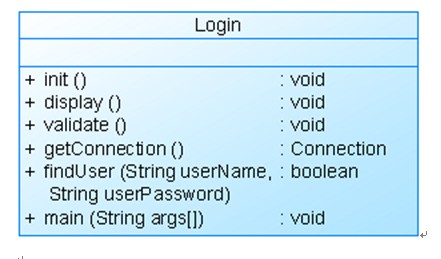 Login
+ init () : void
+ display () : void
+ validate () : void
+ getConnection () : Connection
+ findUser (String userName, : boolean
String userPassword)
+ main (String args[]) : void